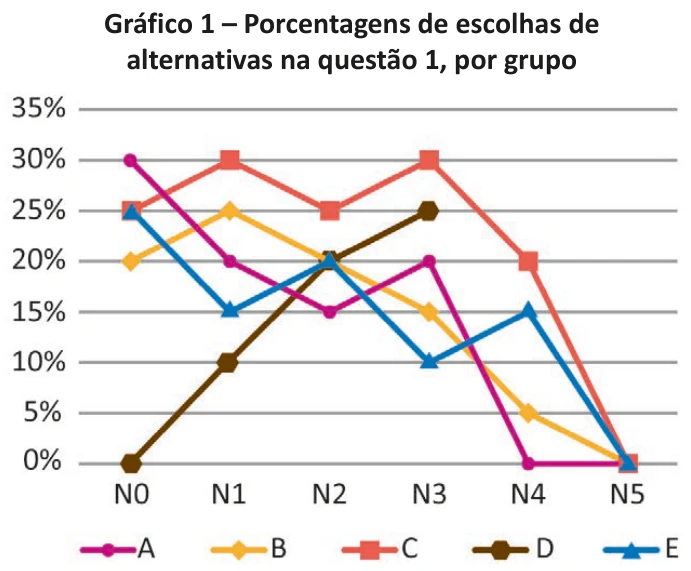 Gráfico 1 – Porcentagens de escolhas de
alternativas na questão 1, por grupo
35%
30%
25%
20%
15%
10%
5%
0%
N0 N1 N2 N3 N4 N5
A B C D E